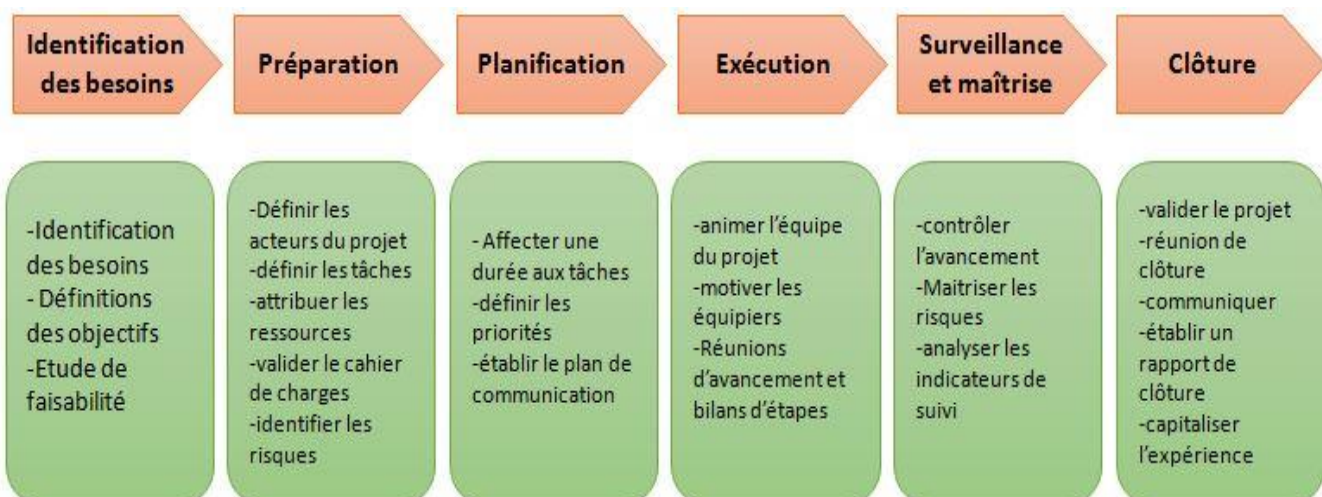 Identification
des besoins
Préparation
Planification
Exécution
Surveillance
et maîtrise
Clôture
-Identification
des besoins
- Définitions
des objectifs
-Etude de
faisabilité
-Définir les
acteurs du projet
-définir les tâches
-attribuer les
ressources
-valider le cahier
de charges
-identifier les
risques
- Affecter une
durée aux tâches
-définir les
priorités
-établir le plan de
communication
-animer l’équipe
du projet
-motiver les
équipiers
-Réunions
d’avancement et
bilans d’étapes
-contrôler
l’avancement
-Maitriser les
risques
-analyser les
indicateurs de
suivi
-valider le projet
-réunion de
clôture
-communiquer
-établir un
rapport de
clôture
-capitaliser
l’expérience